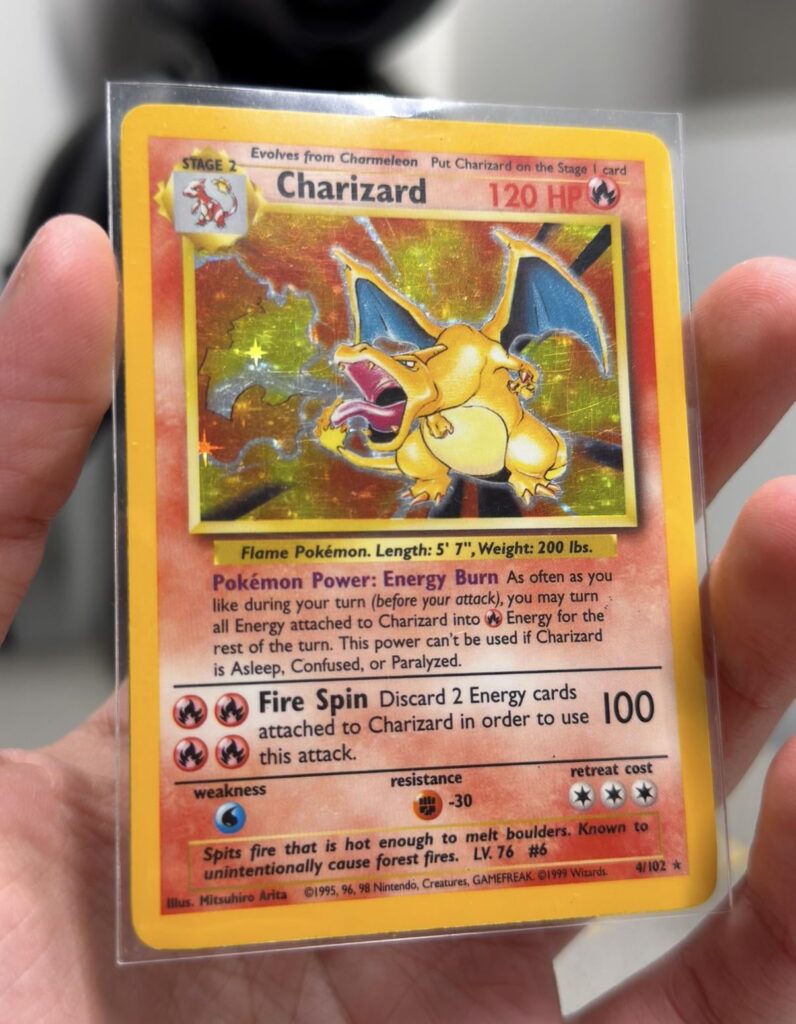 STAGE 2
Evolves from Charmeleon Put Charizard on the Stage 1 card
Charizard 120 HP
Flame Pokémon. Length: 5' 7", Weight: 200 lbs.
Pokémon Power: Energy Burn As often as you
like during your turn (before your attack), you may turn
all Energy attached to Charizard into Energy for the
rest of the turn. This power can't be used if Charizard
is Asleep, Confused, or Paralyzed.
Fire Spin Discard 2 Energy cards
attached to Charizard in order to use 100
this attack.
weakness resistance retreat cost
-30
Spits fire that is hot enough to melt boulders. Known to
unintentionally cause forest fires. LV. 76 #6
Illus. Mitsuhiro Arita ©1995, 96, 98 Nintendo, Creatures, GAMEFREAK. ©1999 Wizards. 4/102 ★